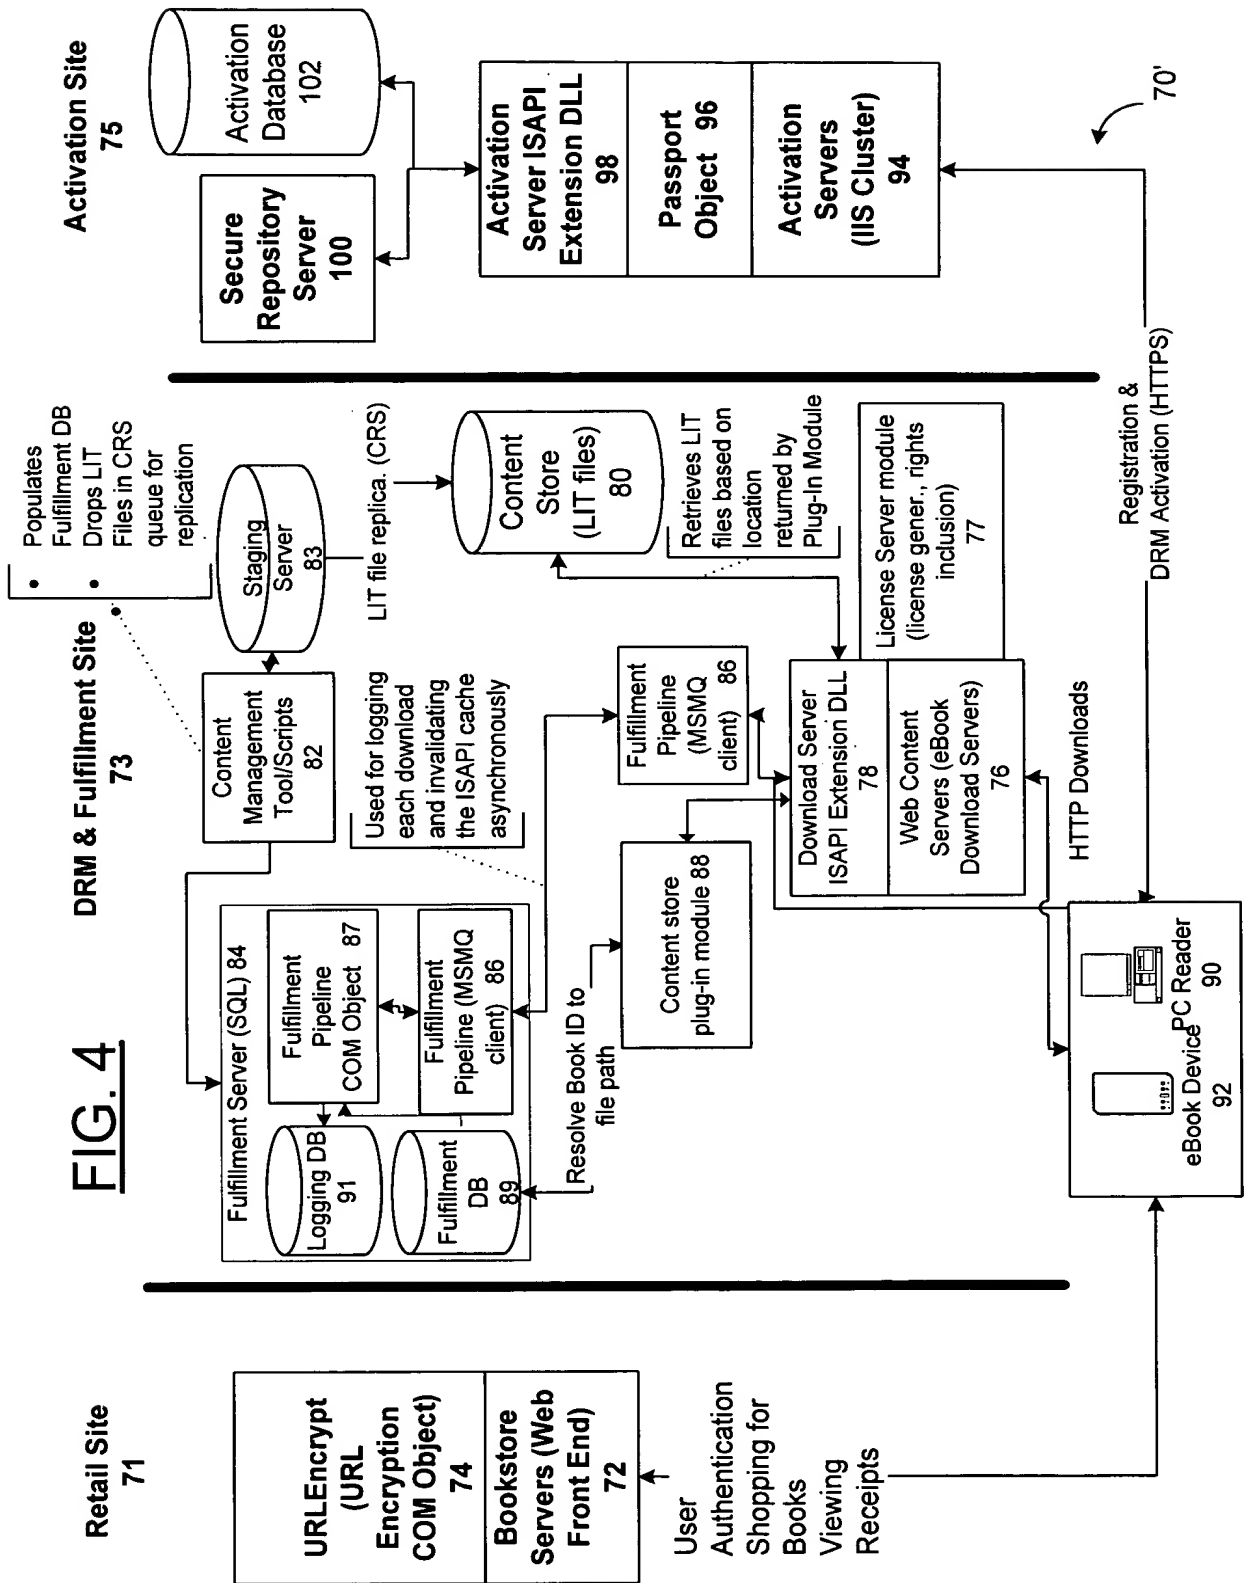 FIG. 4
Retail Site
71
URLEncrypt
(URL
Encryption
COM Object)
74
Bookstore
Servers (Web
Front End)
72
User
Authentication
Shopping for
Books
Viewing
Receipts
DRM & Fulfillment Site
73
• Populates
Fulfillment DB
• Drops LIT
Files in CRS
queue for
replication
Content
Management
Tool/Scripts
82
Staging
Server
83
LIT file replica. (CRS)
Fulfillment Server (SQL) 84
Logging DB
91
Fulfillment
Pipeline
COM Object 87
Fulfillment
DB
89
Fulfillment
Pipeline (MSMQ
client) 86
Used for logging
each download
and invalidating
the ISAPI cache
asynchronously
Content
Store
(LIT files)
80
Retrieves LIT
files based on
location
returned by
Plug-In Module
Resolve Book ID to
file path
Content store
plug-in module 88
Fulfillment
Pipeline
(MSMQ
client) 86
Download Server
ISAPI Extension DLL
78
Web Content
Servers (eBook
Download Servers)
76
License Server module
(license gener., rights
inclusion)
77
HTTP Downloads
eBook Device
92
PC Reader
90
Activation Site
75
Secure
Repository
Server
100
Activation
Database
102
Activation
Server ISAPI
Extension DLL
98
Passport
Object 96
Activation
Servers
(IIS Cluster)
94
Registration &
DRM Activation (HTTPS)
70'